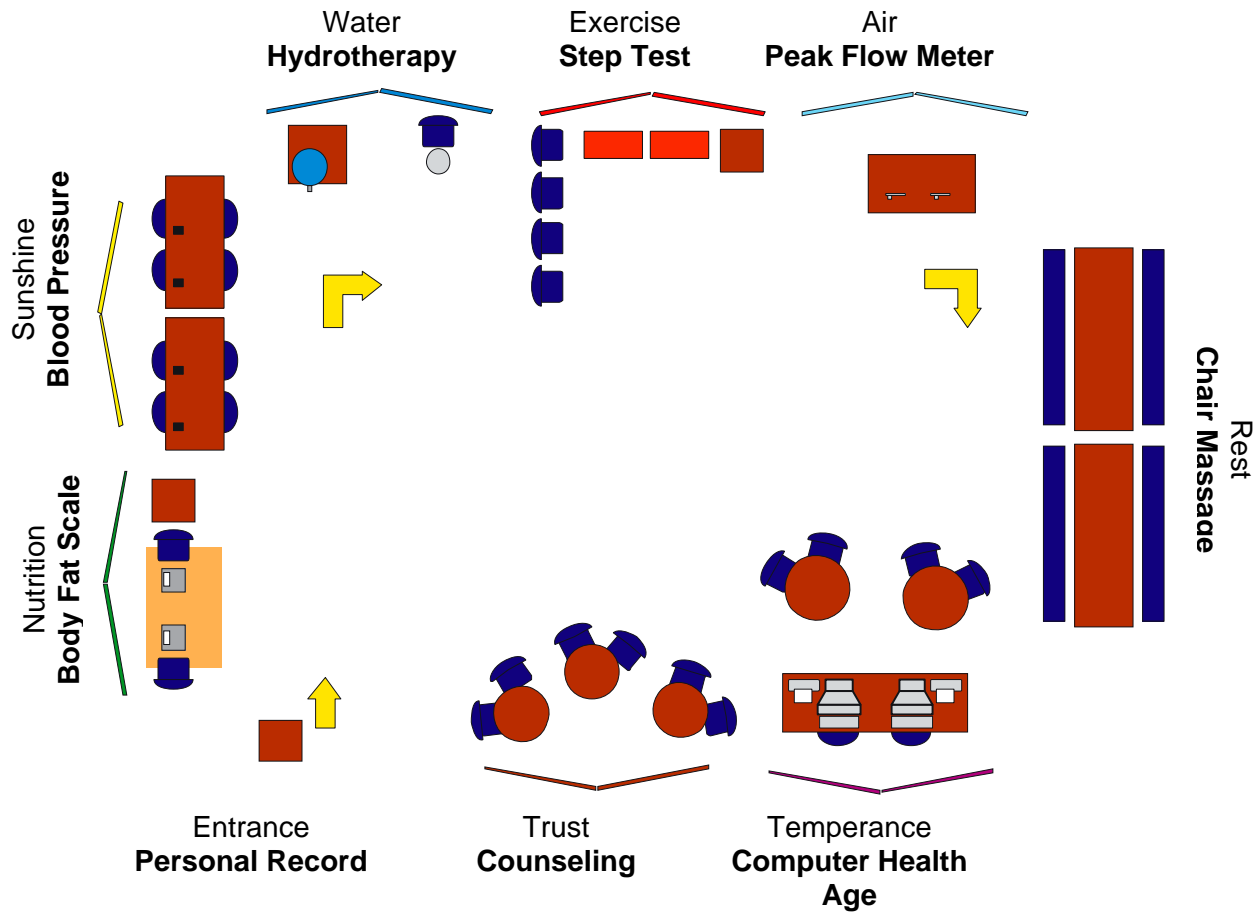 Water
Hydrotherapy
Exercise
Step Test
Air
Peak Flow Meter
Sunshine
Blood Pressure
Rest
Chair Massage
Nutrition
Body Fat Scale
Entrance
Personal Record
Trust
Counseling
Temperance
Computer Health
Age